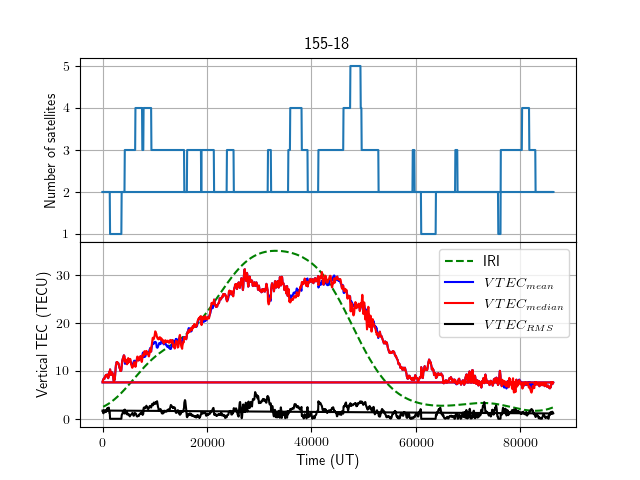 155-18
Number of satellites
5
4
3
2
1
Vertical TEC (TECU)
30
20
10
0
IRI
VTEC_mean
VTEC_median
VTEC_RMS
0 20000 40000 60000 80000
Time (UT)